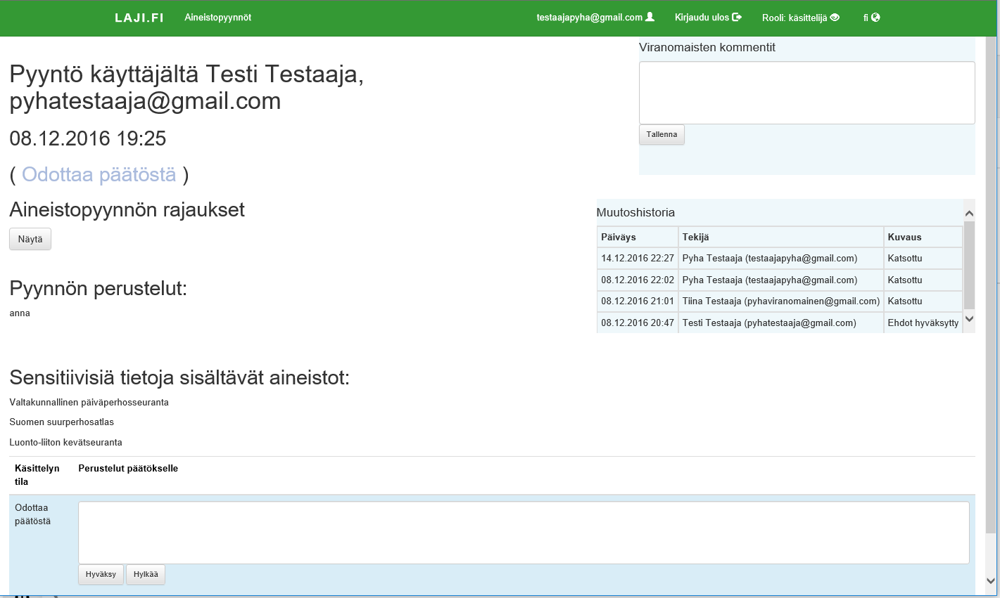 LAJI.FI Aineistopyynnöt testaajapyha@gmail.com Kirjaudu ulos Rooli: käsittelijä fi
Viranomaisten kommentit
Tallenna
Pyyntö käyttäjältä Testi Testaaja,
pyhatestaaja@gmail.com
08.12.2016 19:25
( Odottaa päätöstä )
Aineistopyynnön rajaukset
Näytä
Muutoshistoria
Päiväys Tekijä Kuvaus
14.12.2016 22:27 Pyha Testaaja (testaajapyha@gmail.com) Katsottu
08.12.2016 22:02 Pyha Testaaja (testaajapyha@gmail.com) Katsottu
08.12.2016 21:01 Tiina Testaaja (pyhaviranomainen@gmail.com) Katsottu
08.12.2016 20:47 Testi Testaaja (pyhatestaaja@gmail.com) Ehdot hyväksytty
Pyynnön perustelut:
anna
Sensitiivisiä tietoja sisältävät aineistot:
Valtakunnallinen päiväperhosseuranta
Suomen suurperhosatlas
Luonto-liiton kevätseuranta
Käsittelyn tila Perustelut päätökselle
Odottaa päätöstä
Hyväksy Hylkää